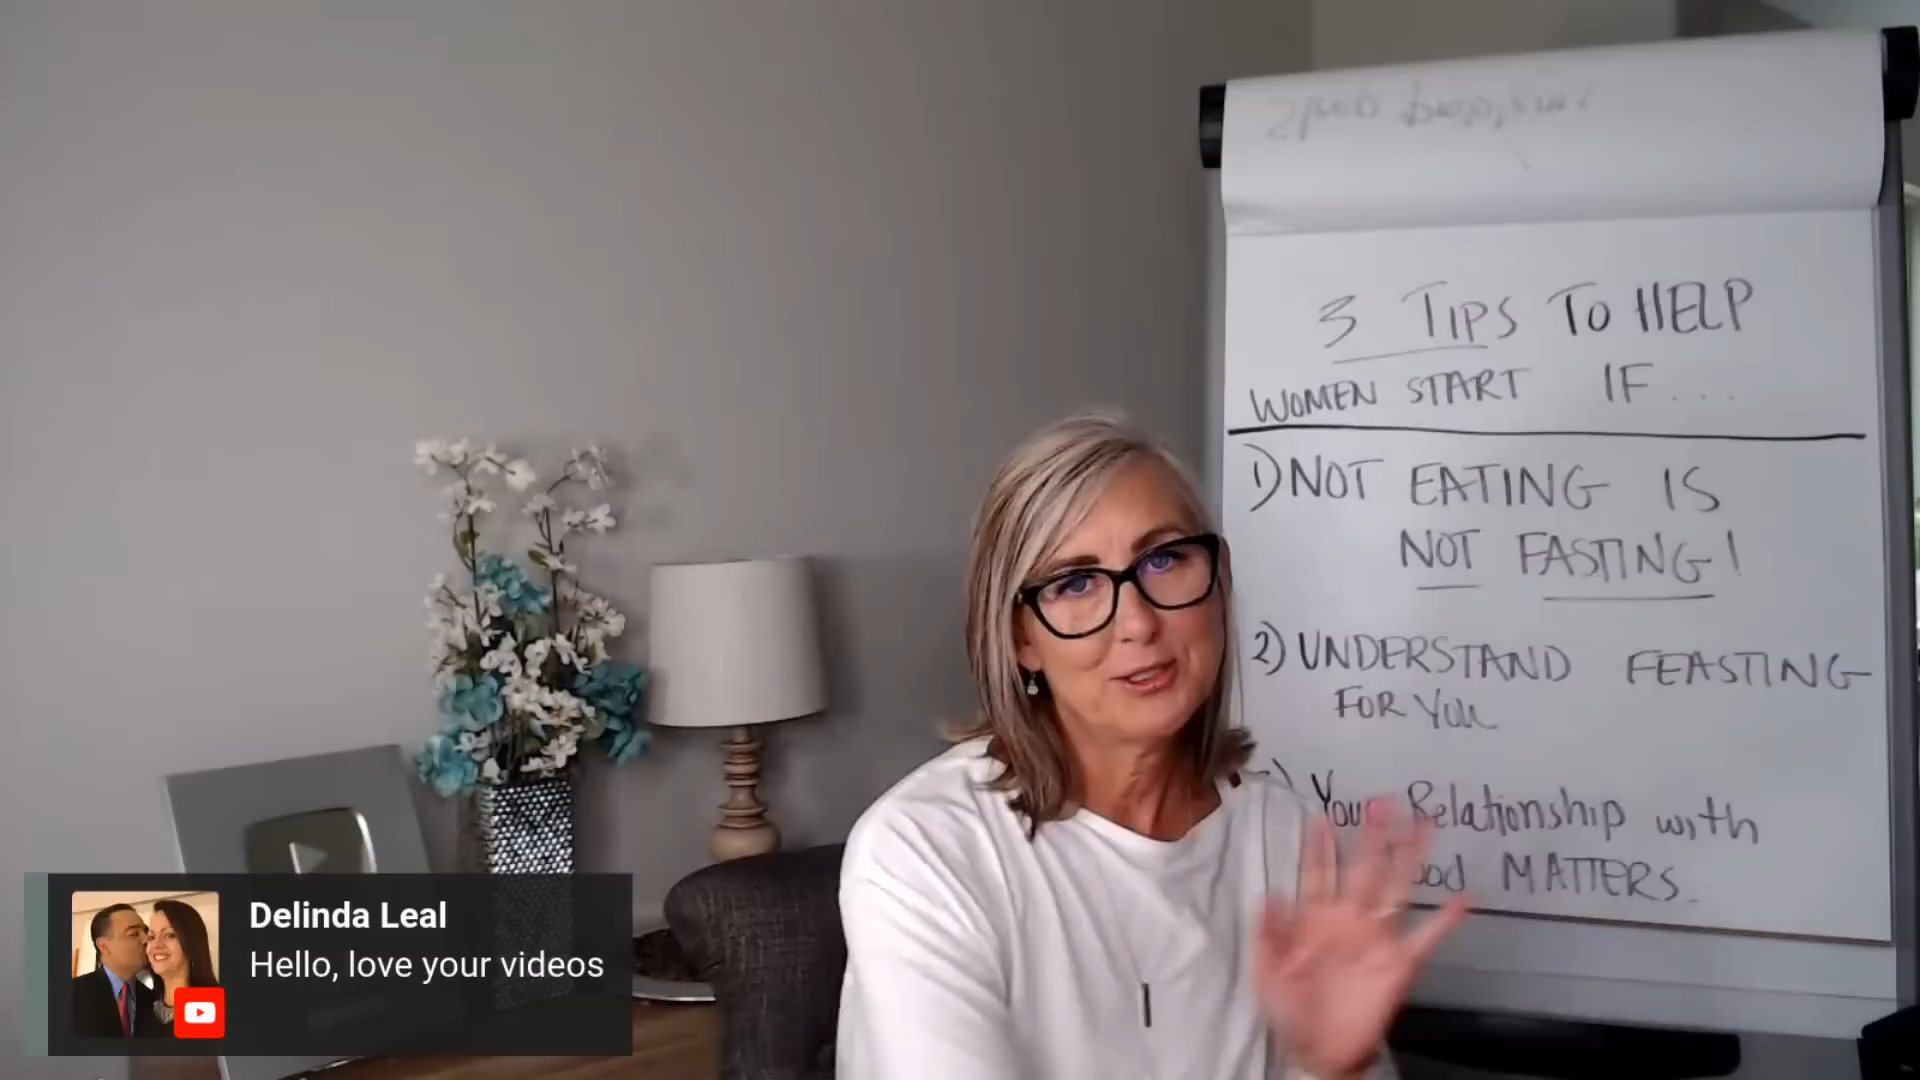 3 TIPS TO HELP
WOMEN START IF...
1) NOT EATING IS
NOT FASTING!
2) UNDERSTAND FEASTING
FOR YOU
Your Relationship with
MATTERS.
Delinda Leal
Hello, love your videos